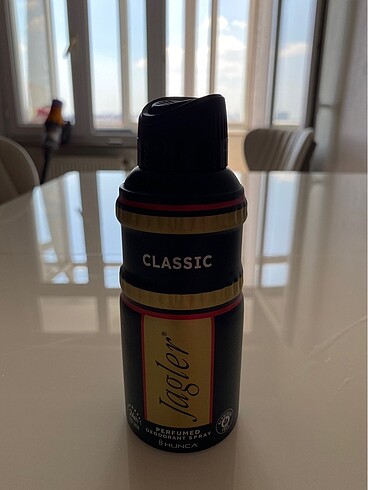 CLASSIC
Jagler®
PERFUMED
DEODORANT SPRAY
HUNCA